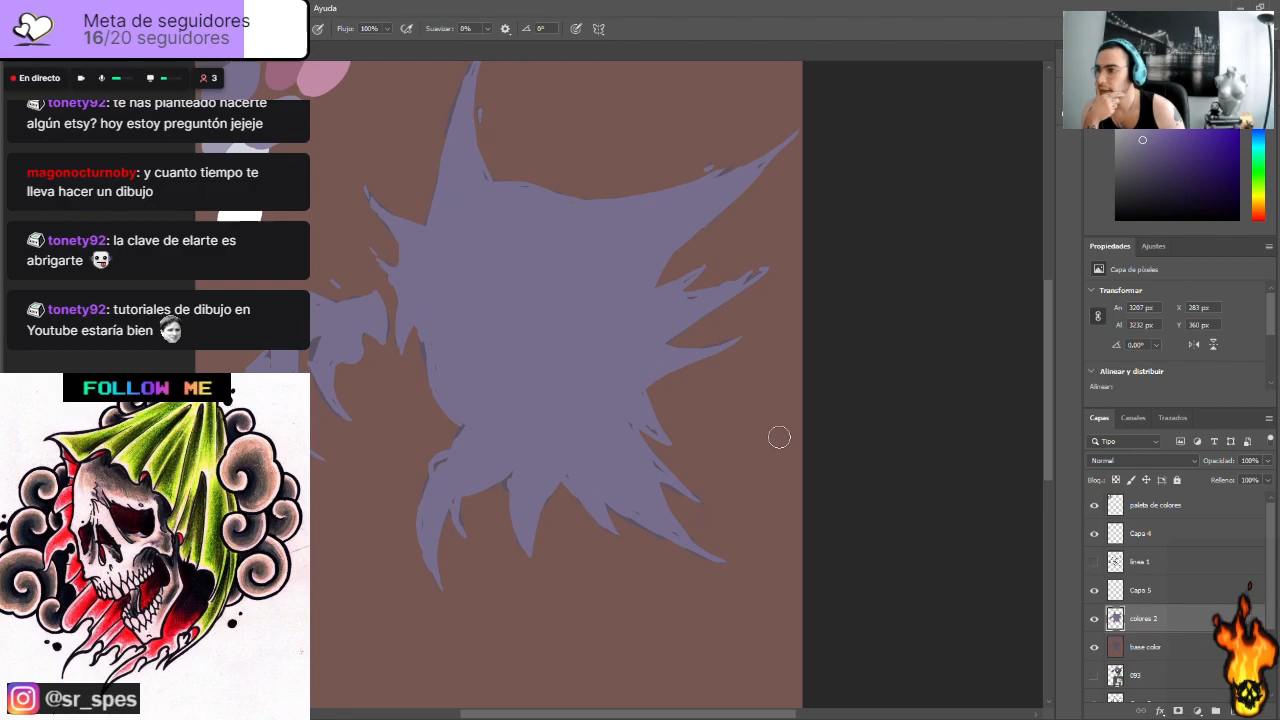 Meta de seguidores
16/20 seguidores
Ayuda
Flujo: 100%
Suavizar: 0%
0°
En directo
3
tonety92: te has planteado hacerte
algún etsy? hoy estoy preguntón jejeje
magonocturnoby: y cuanto tiempo te
lleva hacer un dibujo
tonety92: la clave de elarte es
abrigarte
tonety92: tutoriales de dibujo en
Youtube estaría bien
FOLLOW ME
@sr_spes
Propiedades
Ajustes
Capa de píxeles
Transformar
An 3207 px
X 283 px
Al 3232 px
Y 360 px
0,00°
Alinear y distribuir
Alinear:
Capas
Canales
Trazados
Tipo
Normal
Opacidad: 100%
Bloq.:
Relleno: 100%
paleta de colores
Capa 4
linea 1
Capa 5
colores 2
base color
093
fx